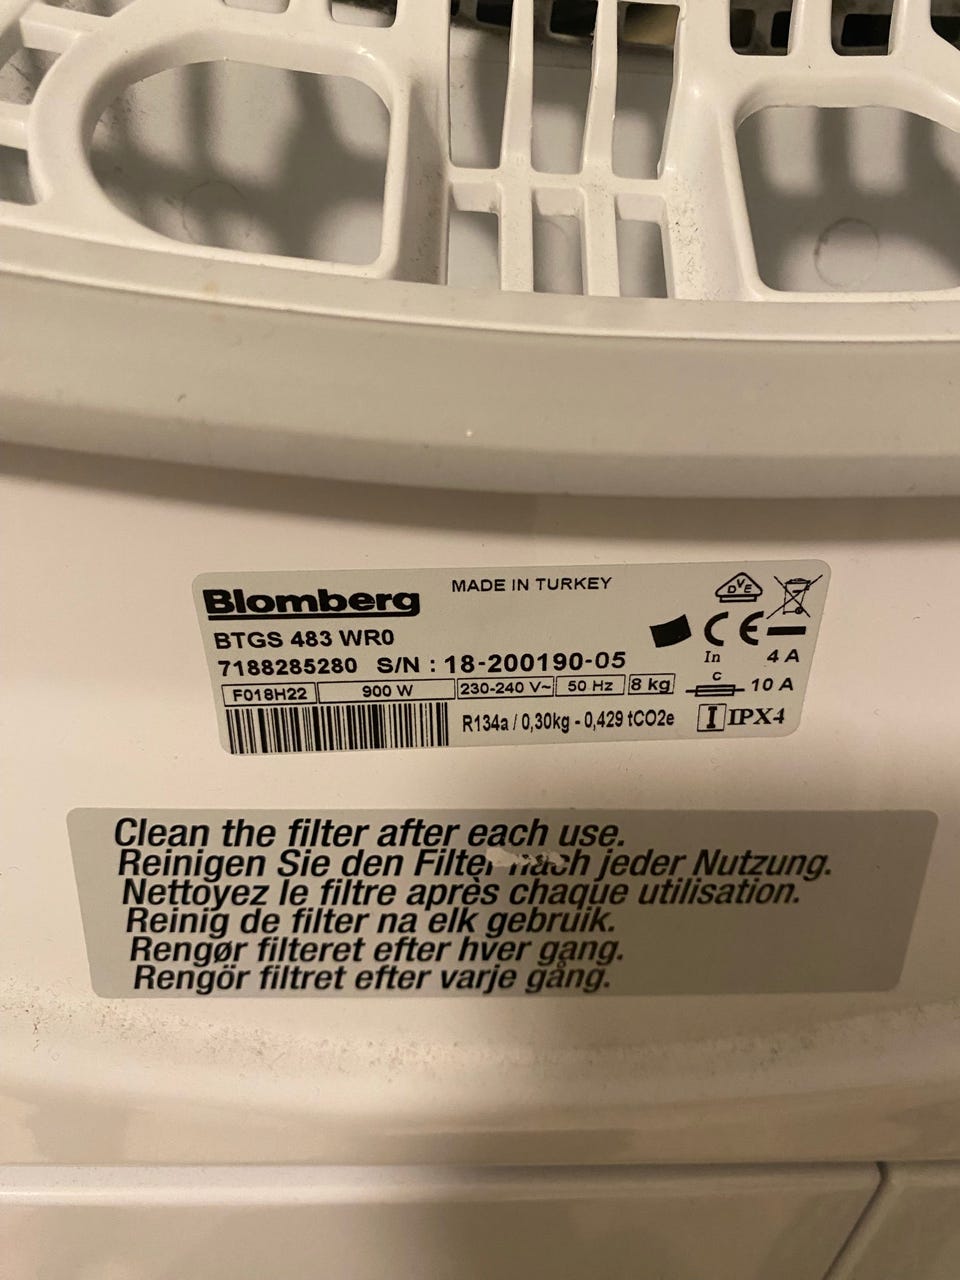 Blomberg
MADE IN TURKEY
DVE
BTGS 483 WR0
CE
7188285280 S/N : 18-200190-05
In 4 A
F018H22 900 W 230-240 V~ 50 Hz 8 kg
C 10 A
R134a / 0,30kg - 0,429 tCO2e
I IPX4
Clean the filter after each use.
Reinigen Sie den Filter nach jeder Nutzung.
Nettoyez le filtre après chaque utilisation.
Reinig de filter na elk gebruik.
Rengør filteret efter hver gang.
Rengör filtret efter varje gång.